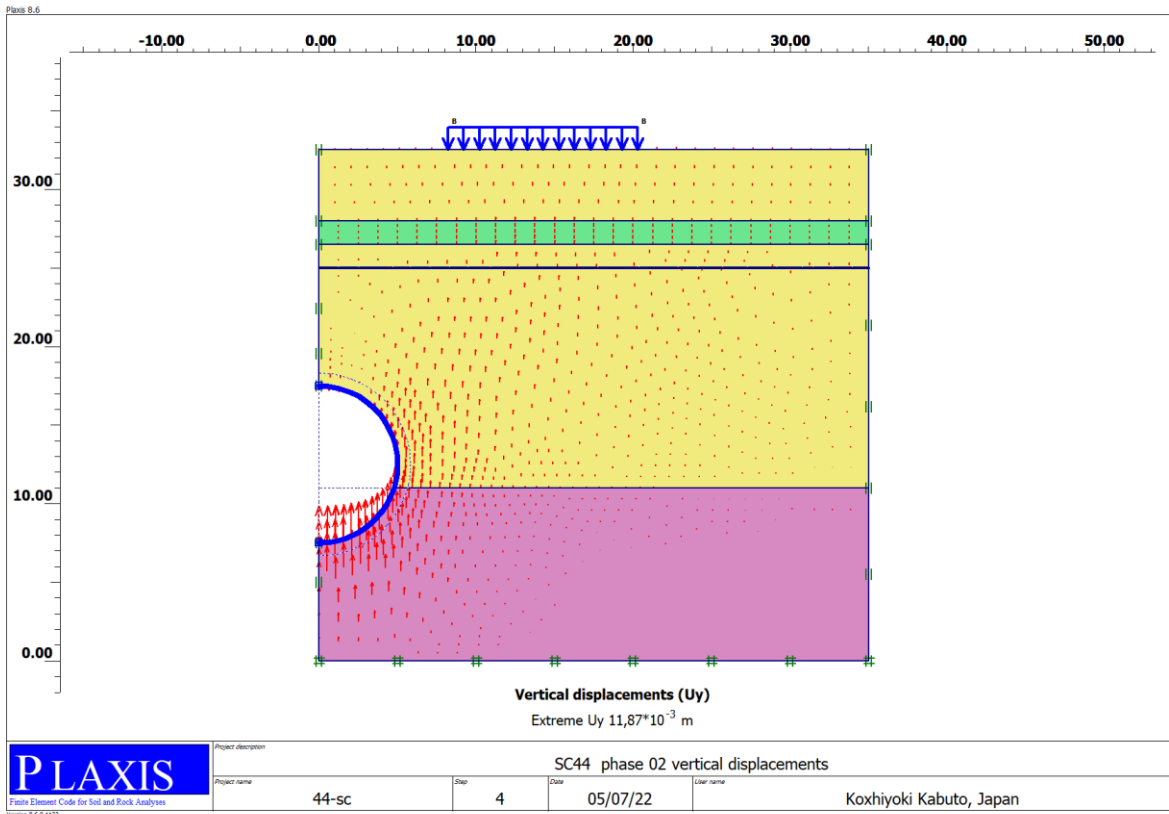 Plaxis 8.6
-10.00 0.00 10.00 20.00 30.00 40.00 50.00
B B
30.00
20.00
10.00
0.00
Vertical displacements (Uy)
Extreme Uy 11,87*10-3 m
Project description
SC44 phase 02 vertical displacements
PLAXIS
Finite Element Code for Soil and Rock Analyses
Project name Step Date User name
44-sc 4 05/07/22 Koxhiyoki Kabuto, Japan